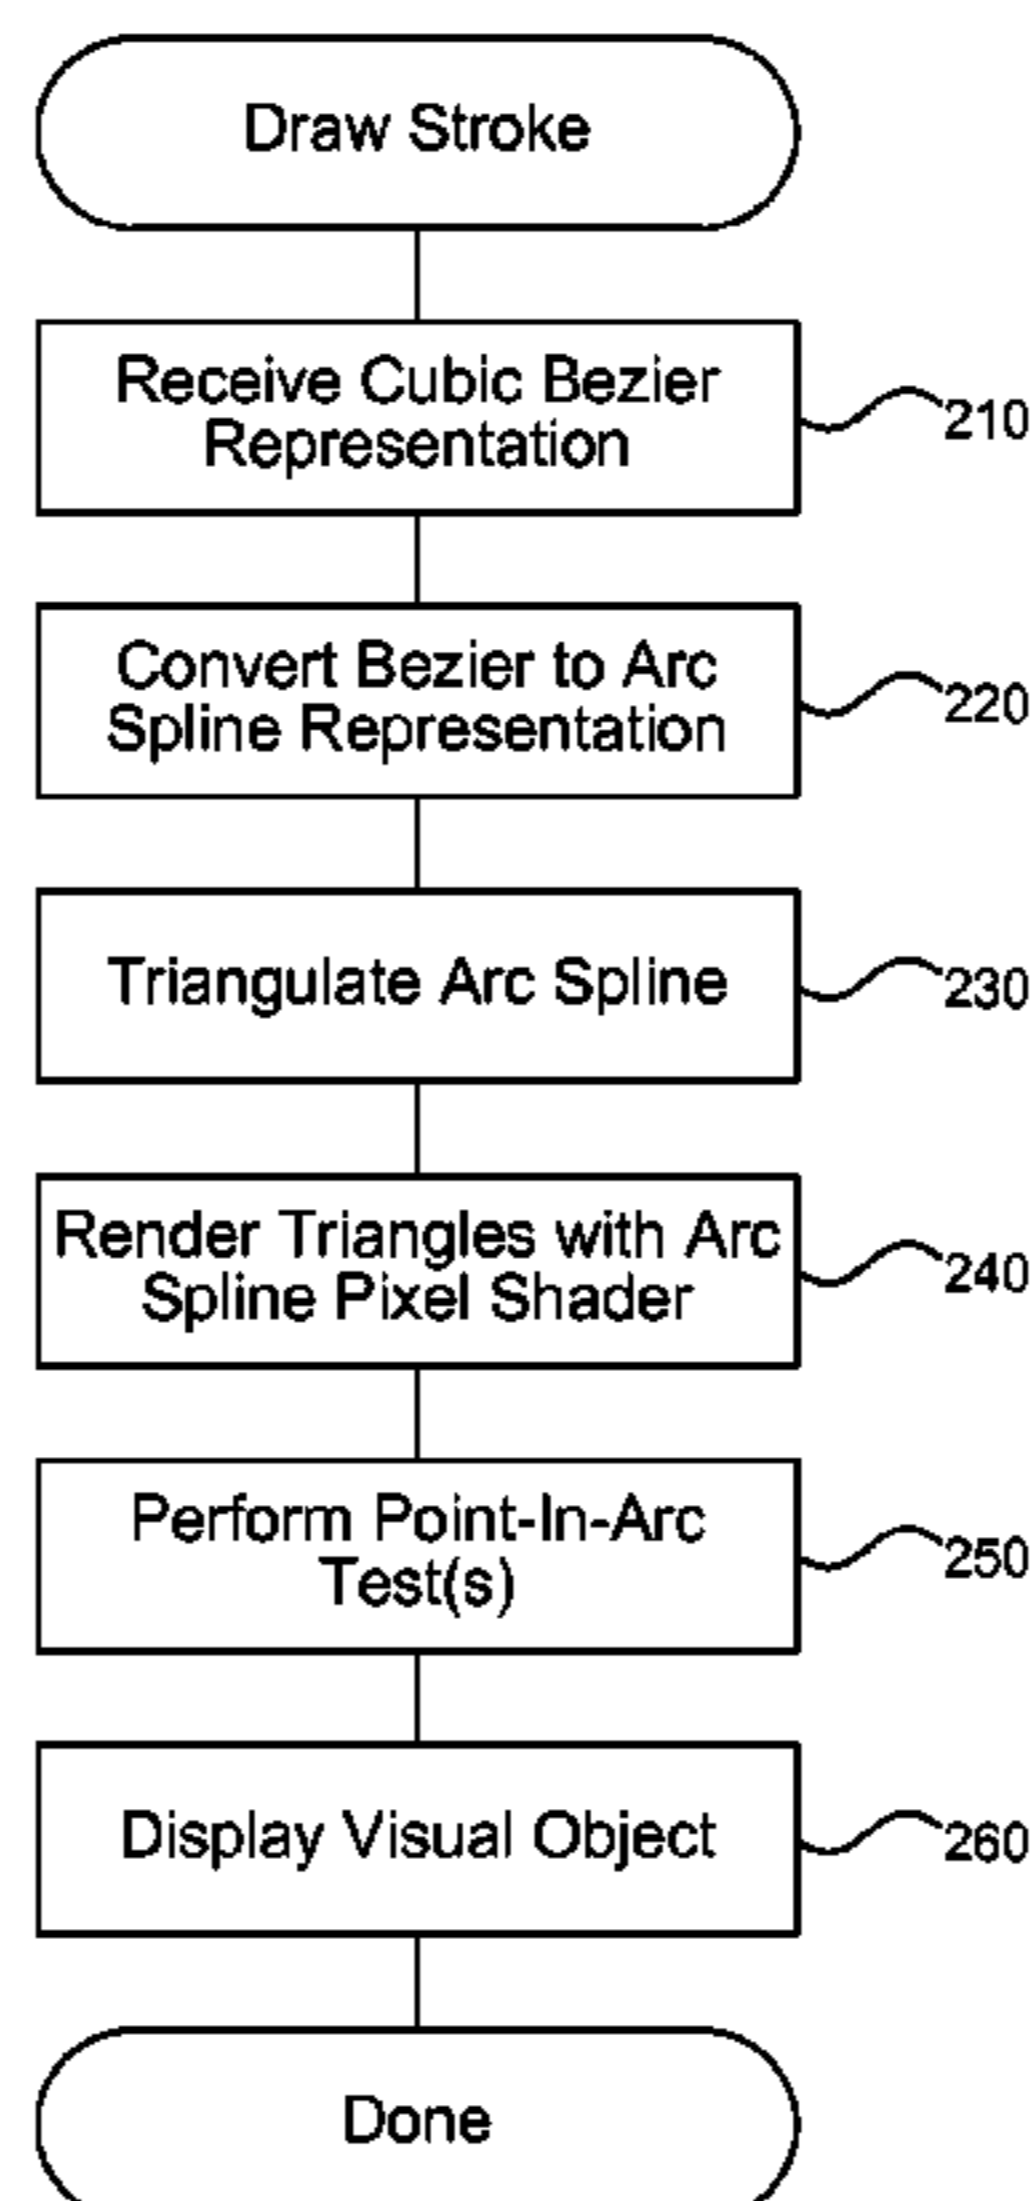 Draw Stroke
Receive Cubic Bezier
Representation
210
Convert Bezier to Arc
Spline Representation
220
Triangulate Arc Spline
230
Render Triangles with Arc
Spline Pixel Shader
240
Perform Point-In-Arc
Test(s)
250
Display Visual Object
260
Done